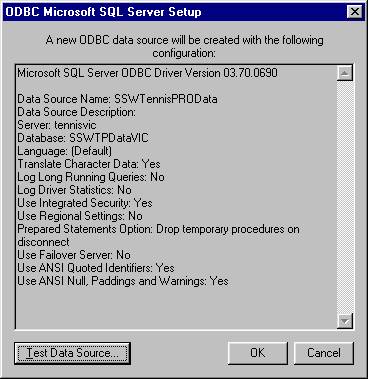 ODBC Microsoft SQL Server Setup
A new ODBC data source will be created with the following
configuration:
Microsoft SQL Server ODBC Driver Version 03.70.0690
Data Source Name: SSWTennisPROData
Data Source Description:
Server: tennisvic
Database: SSWTPDataVIC
Language: (Default)
Translate Character Data: Yes
Log Long Running Queries: No
Log Driver Statistics: No
Use Integrated Security: Yes
Use Regional Settings: No
Prepared Statements Option: Drop temporary procedures on
disconnect
Use Failover Server: No
Use ANSI Quoted Identifiers: Yes
Use ANSI Null, Paddings and Warnings: Yes
Test Data Source...
OK
Cancel